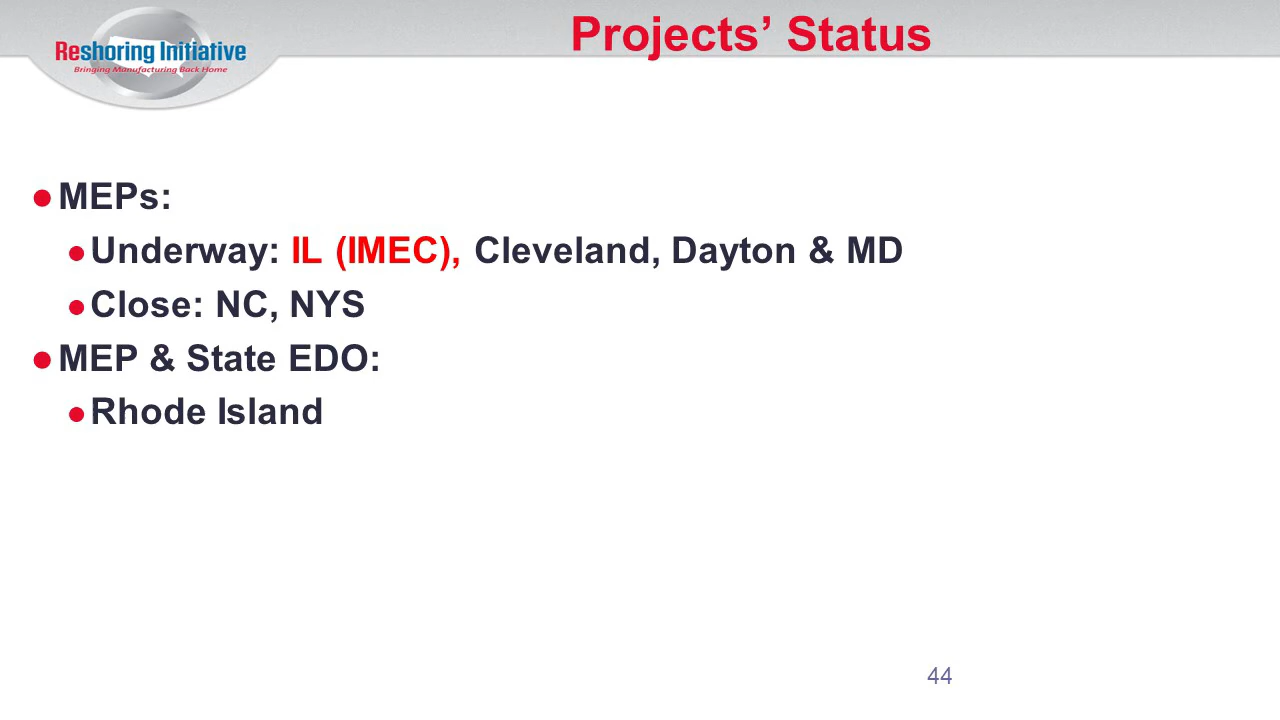 Projects’ Status
Reshoring Initiative
Bringing Manufacturing Back Home
MEPs:
Underway: IL (IMEC), Cleveland, Dayton & MD
Close: NC, NYS
MEP & State EDO:
Rhode Island
44